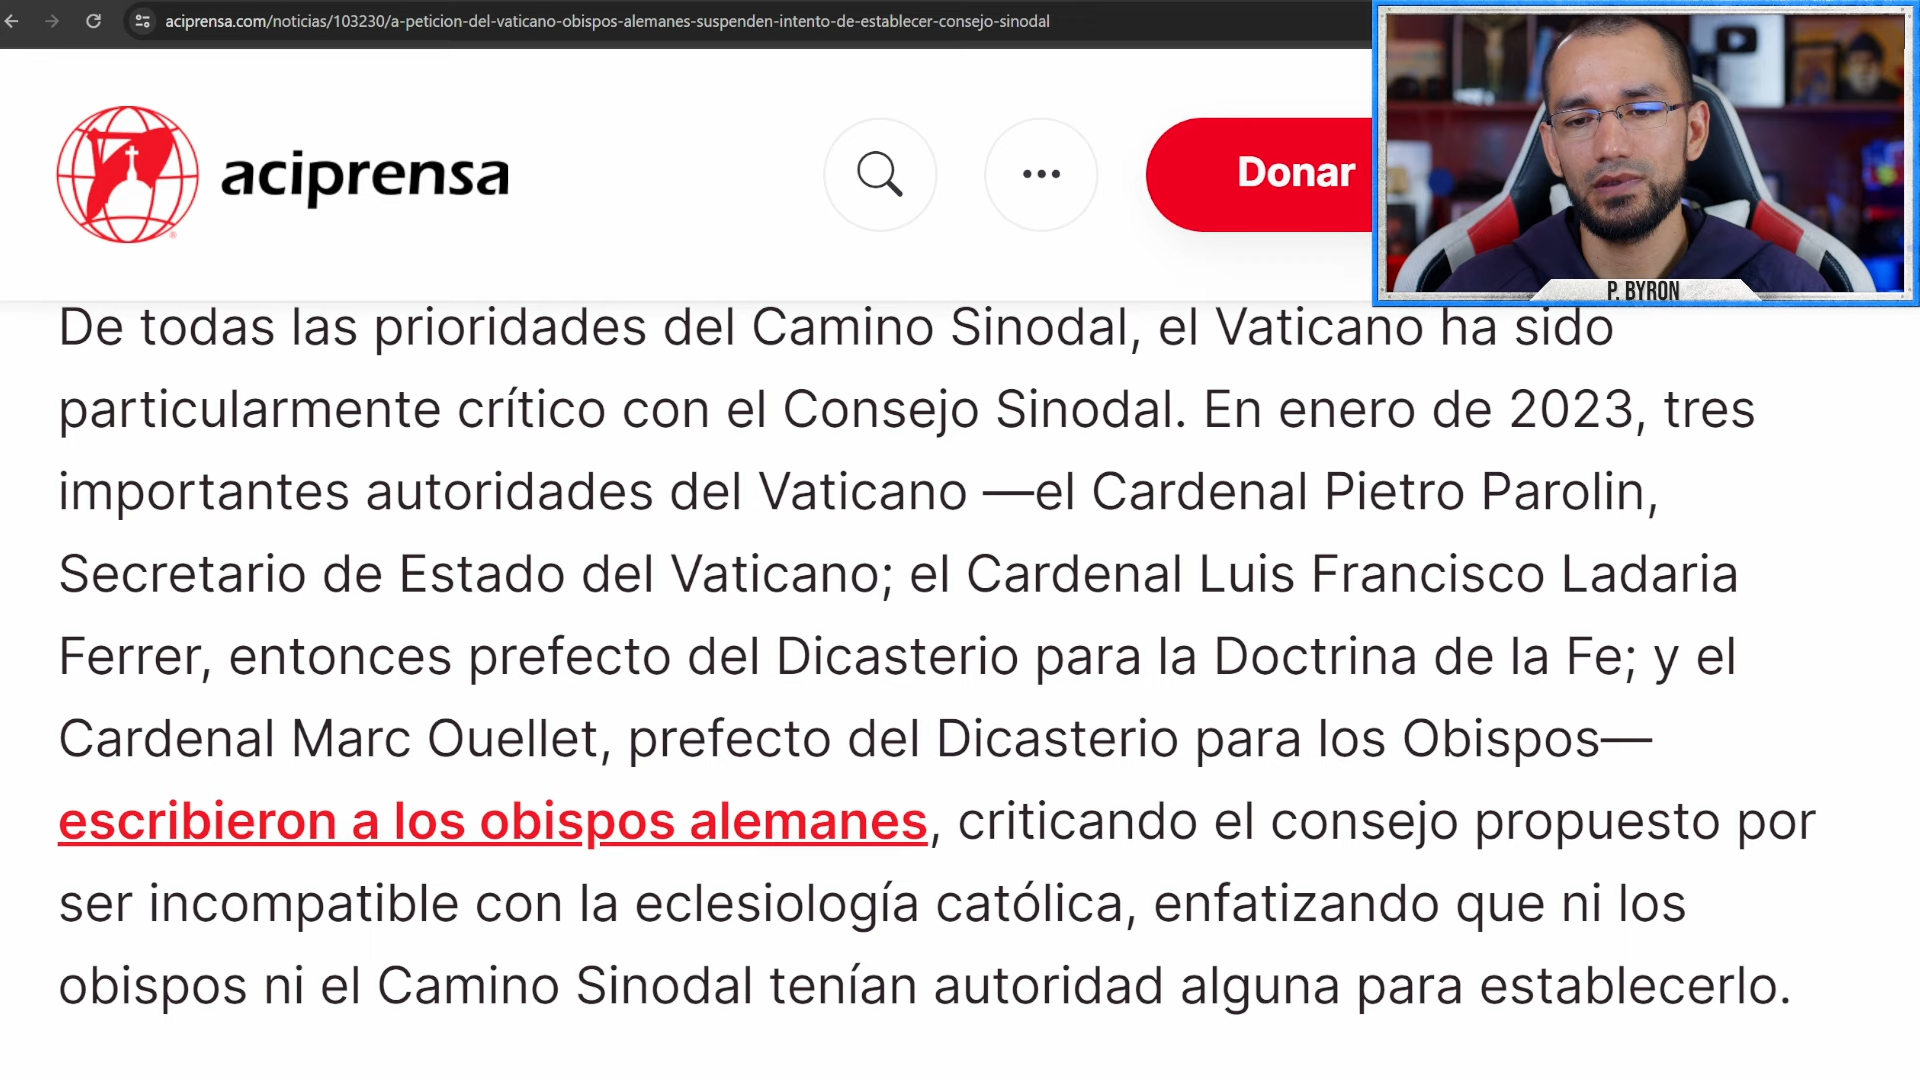 aciprensa.com/noticias/103230/a-peticion-del-vaticano-obispos-alemanes-suspenden-intento-de-establecer-consejo-sinodal
aciprensa
Donar
P. BYRON
De todas las prioridades del Camino Sinodal, el Vaticano ha sido
particularmente crítico con el Consejo Sinodal. En enero de 2023, tres
importantes autoridades del Vaticano —el Cardenal Pietro Parolin,
Secretario de Estado del Vaticano; el Cardenal Luis Francisco Ladaria
Ferrer, entonces prefecto del Dicasterio para la Doctrina de la Fe; y el
Cardenal Marc Ouellet, prefecto del Dicasterio para los Obispos—
escribieron a los obispos alemanes, criticando el consejo propuesto por
ser incompatible con la eclesiología católica, enfatizando que ni los
obispos ni el Camino Sinodal tenían autoridad alguna para establecerlo.